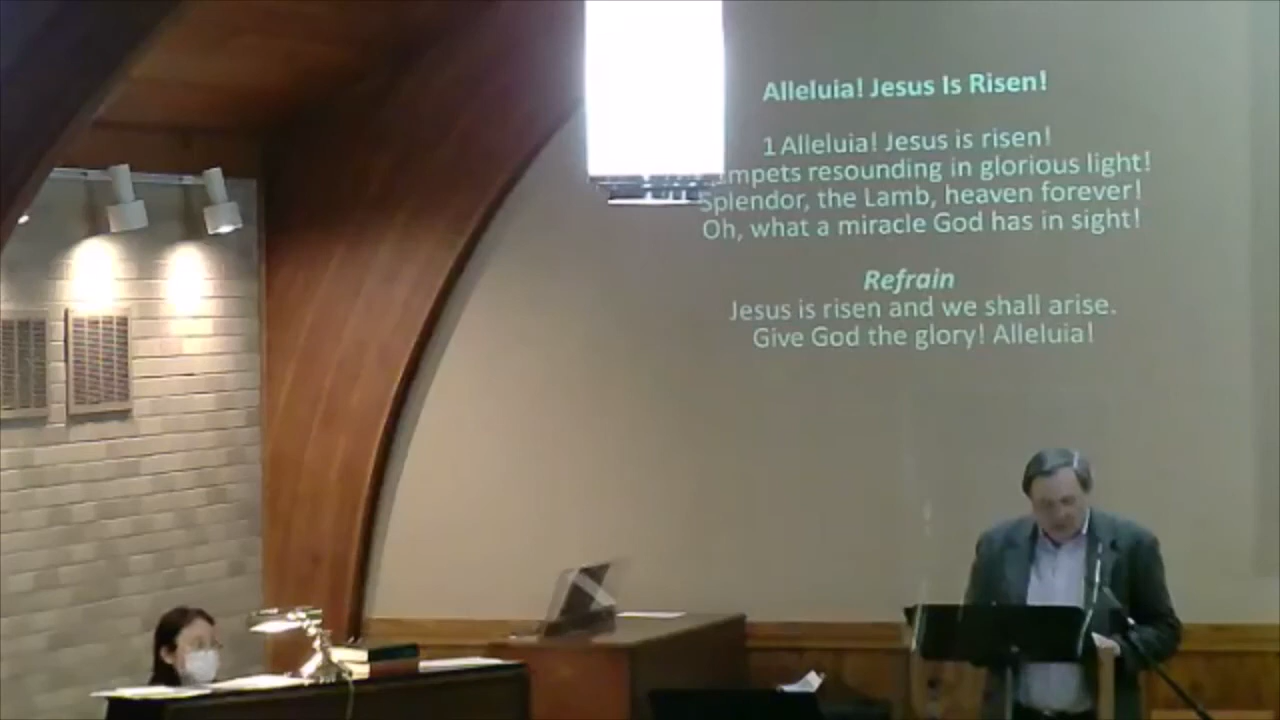 Alleluia! Jesus Is Risen!
1 Alleluia! Jesus is risen!
resounding in glorious light!
Splendor, the Lamb, heaven forever!
Oh, what a miracle God has in sight!
Refrain
Jesus is risen and we shall arise.
Give God the glory! Alleluia!